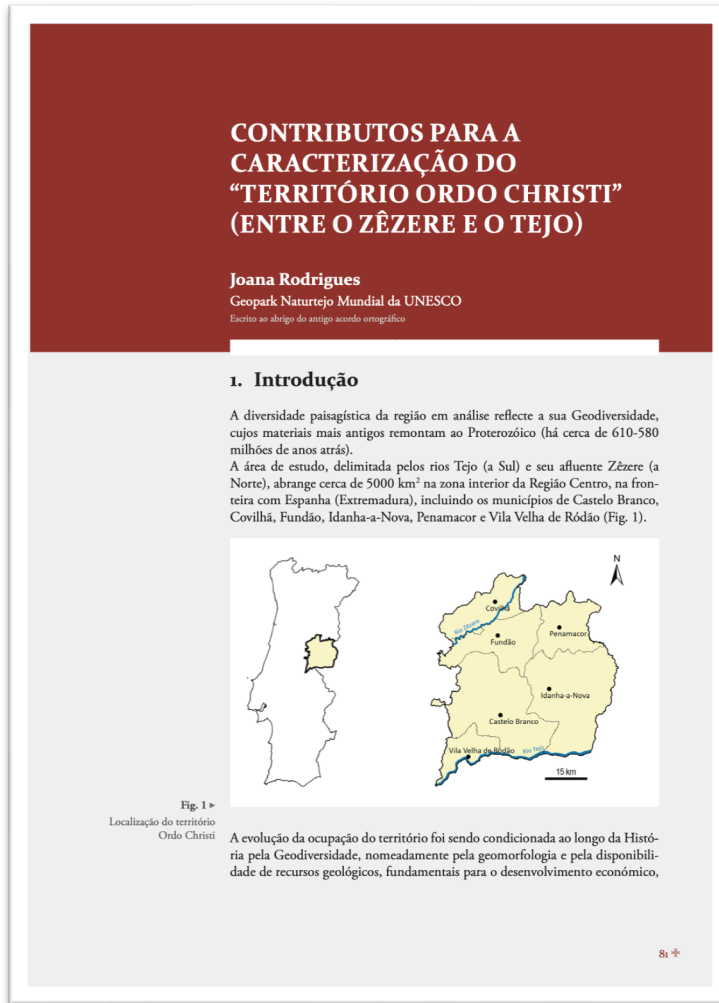 CONTRIBUTOS PARA A
CARACTERIZAÇÃO DO
“TERRITÓRIO ORDO CHRISTI”
(ENTRE O ZÊZERE E O TEJO)
Joana Rodrigues
Geopark Naturtejo Mundial da UNESCO
Escrito ao abrigo do antigo acordo ortográfico
1. Introdução
A diversidade paisagística da região em análise reflecte a sua Geodiversidade,
cujos materiais mais antigos remontam ao Proterozóico (há cerca de 610-580
milhões de anos atrás).
A área de estudo, delimitada pelos rios Tejo (a Sul) e seu afluente Zêzere (a
Norte), abrange cerca de 5000 km² na zona interior da Região Centro, na fron-
teira com Espanha (Extremadura), incluindo os municípios de Castelo Branco,
Covilhã, Fundão, Idanha-a-Nova, Penamacor e Vila Velha de Ródão (Fig. 1).
N
Covilhã
Rio Zêzere
Penamacor
Fundão
Idanha-a-Nova
Castelo Branco
Vila Velha de Ródão
Rio Tejo
15 km
Fig. 1 ▸
Localização do território
Ordo Christi
A evolução da ocupação do território foi sendo condicionada ao longo da Histó-
ria pela Geodiversidade, nomeadamente pela geomorfologia e pela disponibili-
dade de recursos geológicos, fundamentais para o desenvolvimento económico,
81